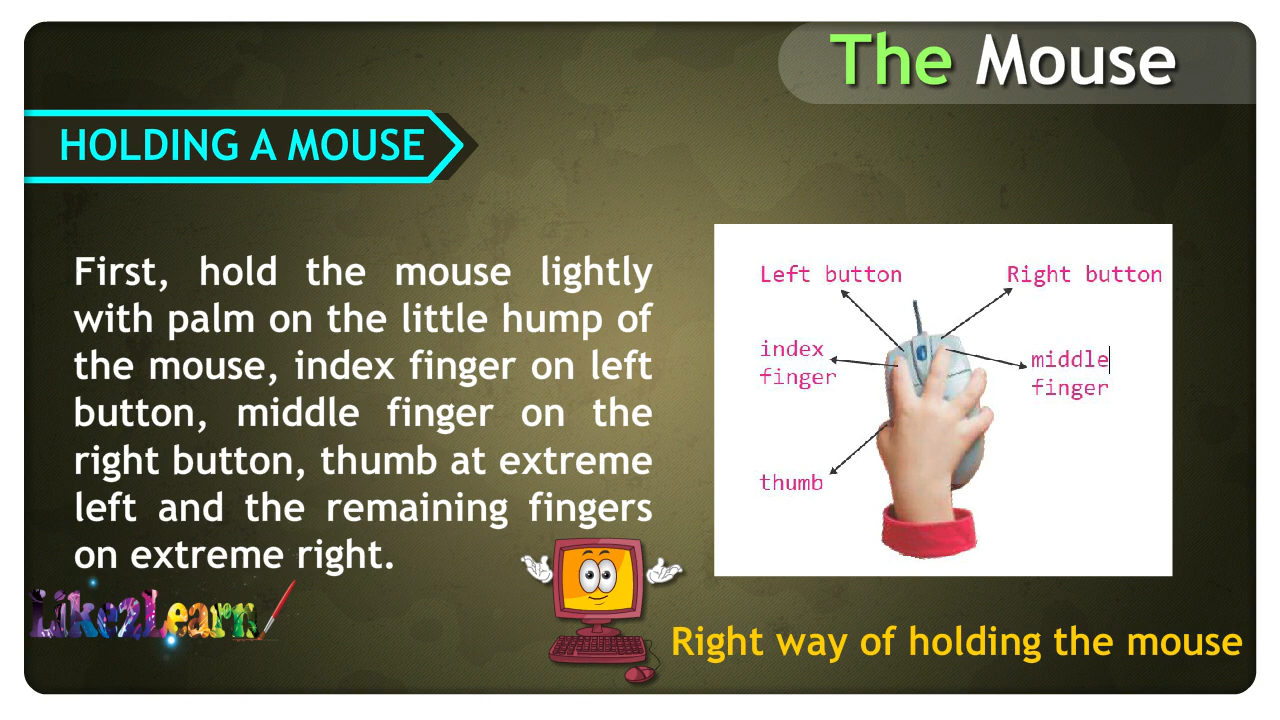 The Mouse
HOLDING A MOUSE
First, hold the mouse lightly
with palm on the little hump of
the mouse, index finger on left
button, middle finger on the
right button, thumb at extreme
left and the remaining fingers
on extreme right.
Left button
Right button
index
finger
middle
finger
thumb
Like2Learn
Right way of holding the mouse